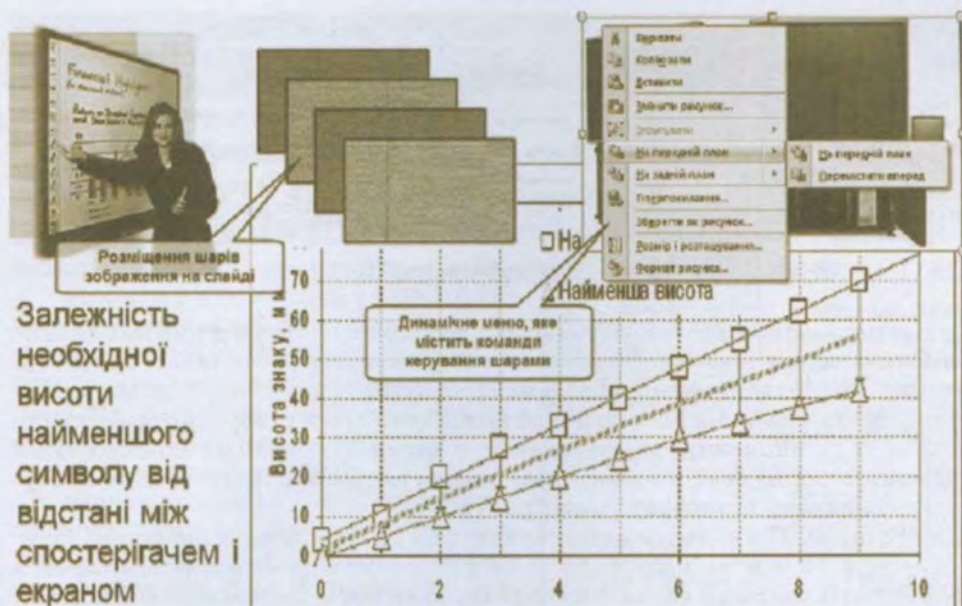 Financial Highlights
Вирізати
Копіювати
Вставити
Змінити рисунок...
Групувати
На передній план
На задній план
Гіперпосилання...
Зберегти як рисунок...
Розмір і розташування...
Формат рисунка...
На передній план
Перемістити вперед
Розміщення шарів
зображення на слайді
На
Найменша висота
Динамічне меню, яке
містить команди
керування шарами
Залежність
необхідної
висоти
найменшого
символу від
відстані між
спостерігачем і
екраном
Висота знаку, м
70
60
50
40
30
20
10
0
0 2 4 6 8 10